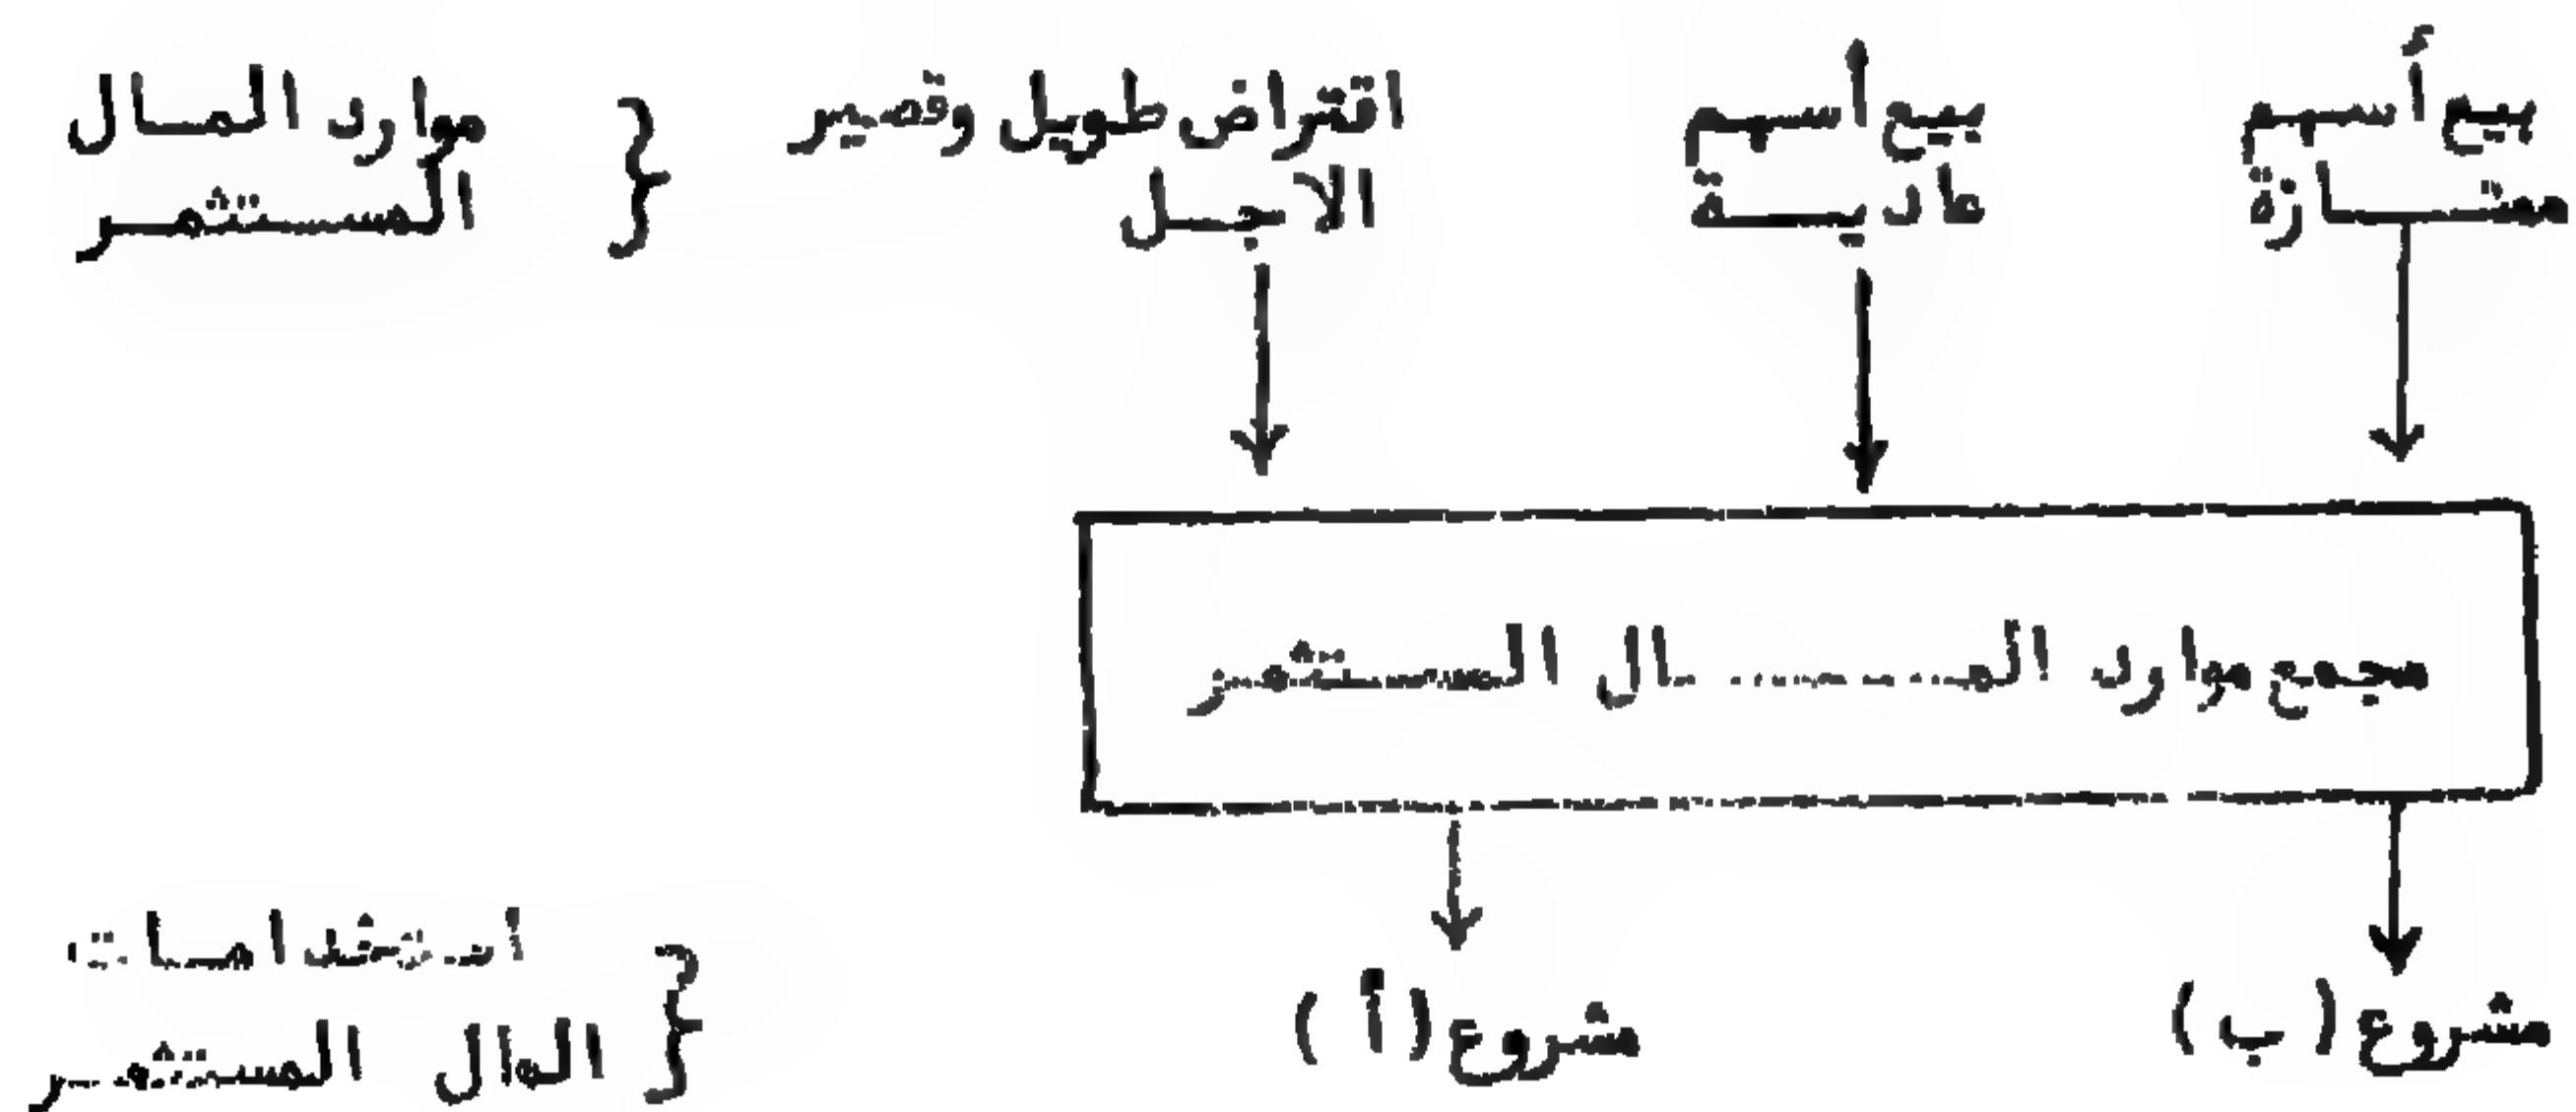 بيع أسهم
ممتازة
بيع أسهم
عادية
اقتراض طويل وقصير
الاجل
موارد المال
المستثمر
مجمع موارد المال المستثمر
مشروع (ب)
مشروع (أ)
استخدامات
المال المستثمر